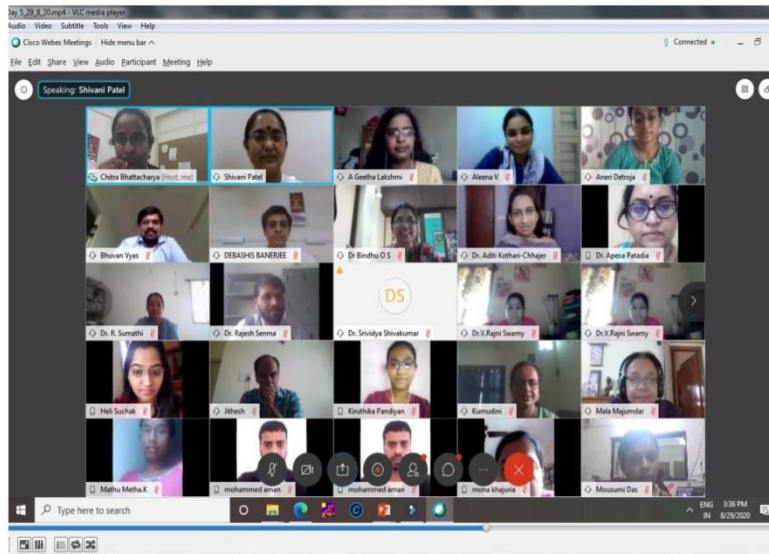 Day 5_29_8_20.mp4 - VLC media player
Audio Video Subtitle Tools View Help
Cisco Webex Meetings Hide menu bar
Connected
File Edit Share View Audio Participant Meeting Help
Speaking: Shivani Patel
Chitra Bhattacharya (Host, me) Shivani Patel A Geetha Lakshmi Aleena V Aneri Detroja
Bhuvan Vyas DEBASHIS BANERJEE Dr Bindhu O S Dr. Aditi Kothari-Chhajer Dr. Apexa Patadia
DS
Dr. R. Sumathi Dr. Rajesh Senma Dr. Srividya Shivakumar Dr.V.Rajni Swamy Dr.V.Rajni Swamy
Heli Suchak Jithesh Kiruthika Pandiyan Kumudini Mala Majumdar
Mathu Metha.K mohammed aman mohammed aman mona khajuria Mousumi Das
Type here to search
ENG 3:36 PM
IN 8/29/2020